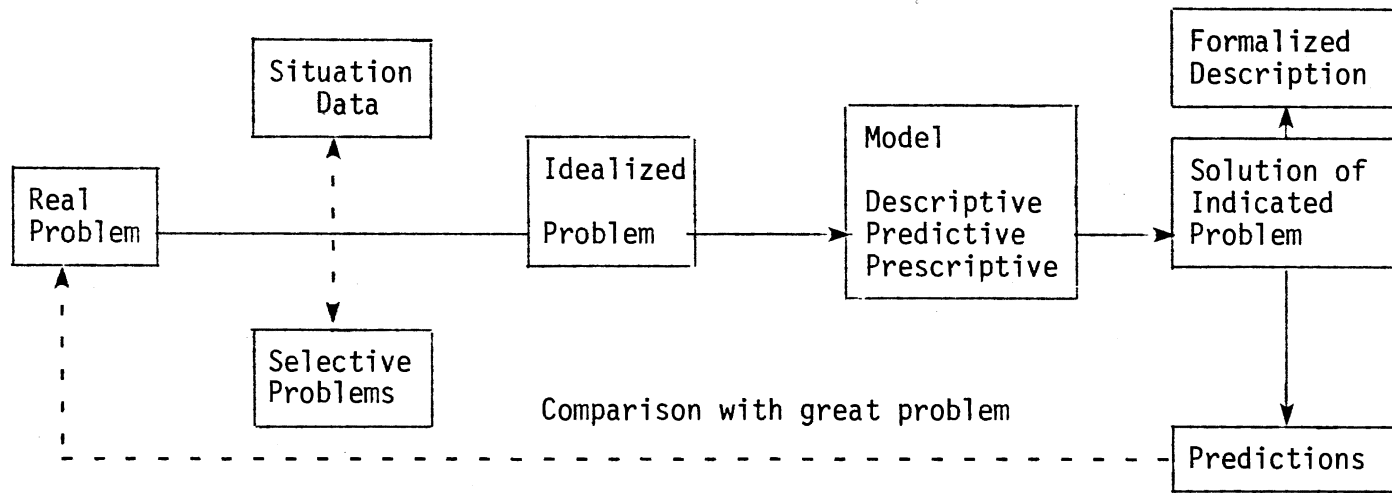 Situation
Data
Real
Problem
Selective
Problems
Idealized
Problem
Model
Descriptive
Predictive
Prescriptive
Formalized
Description
Solution of
Indicated
Problem
Comparison with great problem
Predictions